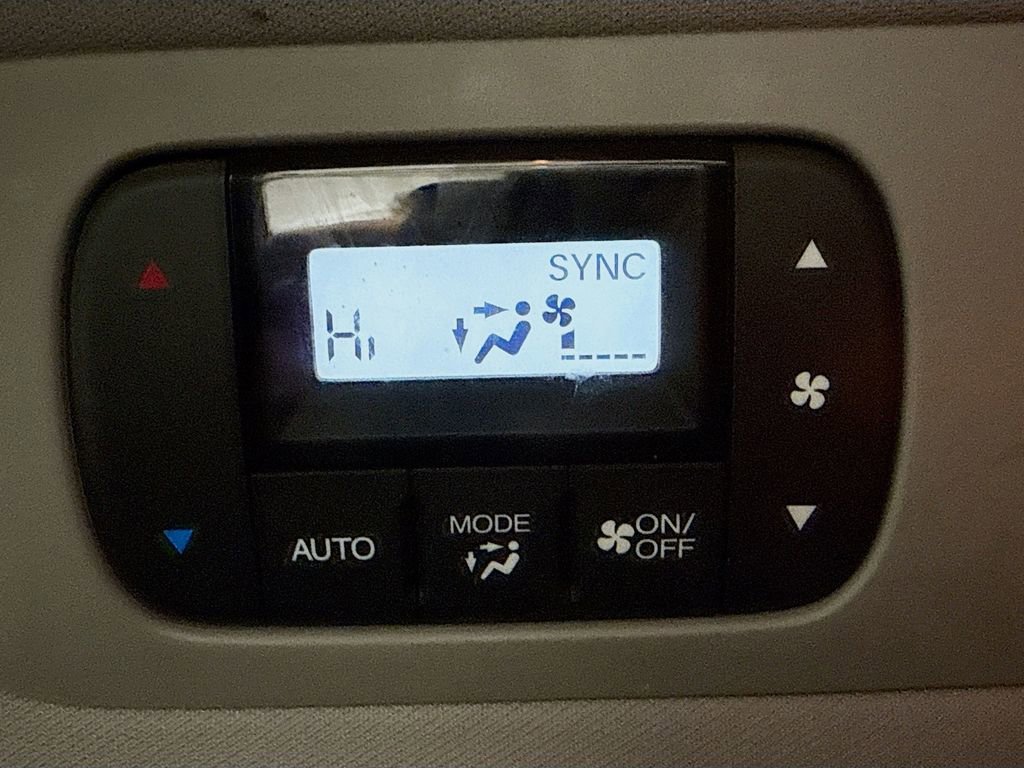 SYNC
Hi
AUTO
MODE
ON/
OFF